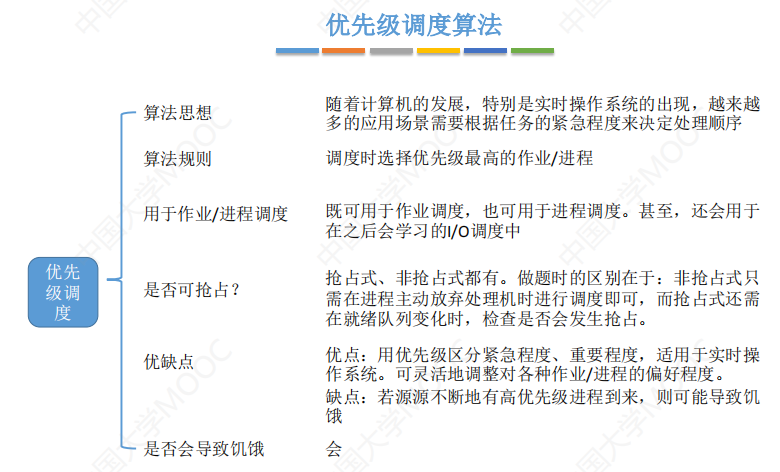 优先级调度算法
算法思想
随着计算机的发展，特别是实时操作系统的出现，越来越
多的应用场景需要根据任务的紧急程度来决定处理顺序
算法规则
调度时选择优先级最高的作业/进程
用于作业/进程调度
既可用于作业调度，也可用于进程调度。甚至，还会用于
在之后会学习的I/O调度中
优先
级调
度
是否可抢占？
抢占式、非抢占式都有。做题时的区别在于：非抢占式只
需在进程主动放弃处理机时进行调度即可，而抢占式还需
在就绪队列变化时，检查是否会发生抢占。
优缺点
优点：用优先级区分紧急程度、重要程度，适用于实时操
作系统。可灵活地调整对各种作业/进程的偏好程度。
缺点：若源源不断地有高优先级进程到来，则可能导致饥
饿
是否会导致饥饿
会
中国大学MOOC